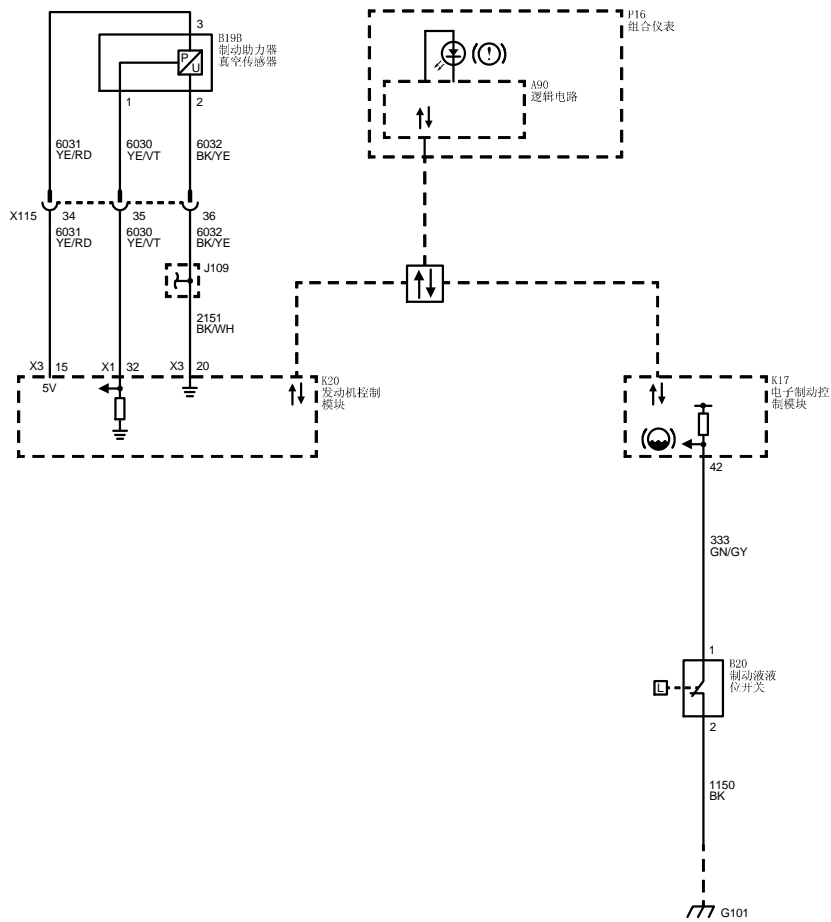 3
B19B
制动助力器
真空传感器
P
U
1
2
P16
组合仪表
A90
逻辑电路
6031
YE/RD
6030
YE/VT
6032
BK/YE
X115
34
35
36
6031
YE/RD
6030
YE/VT
6032
BK/YE
J109
2151
BK/WH
X3
15
X1
32
X3
20
5V
K20
发动机控制
模块
K17
电子制动控
制模块
42
333
GN/GY
1
B20
制动液液
位开关
L
2
1150
BK
G101